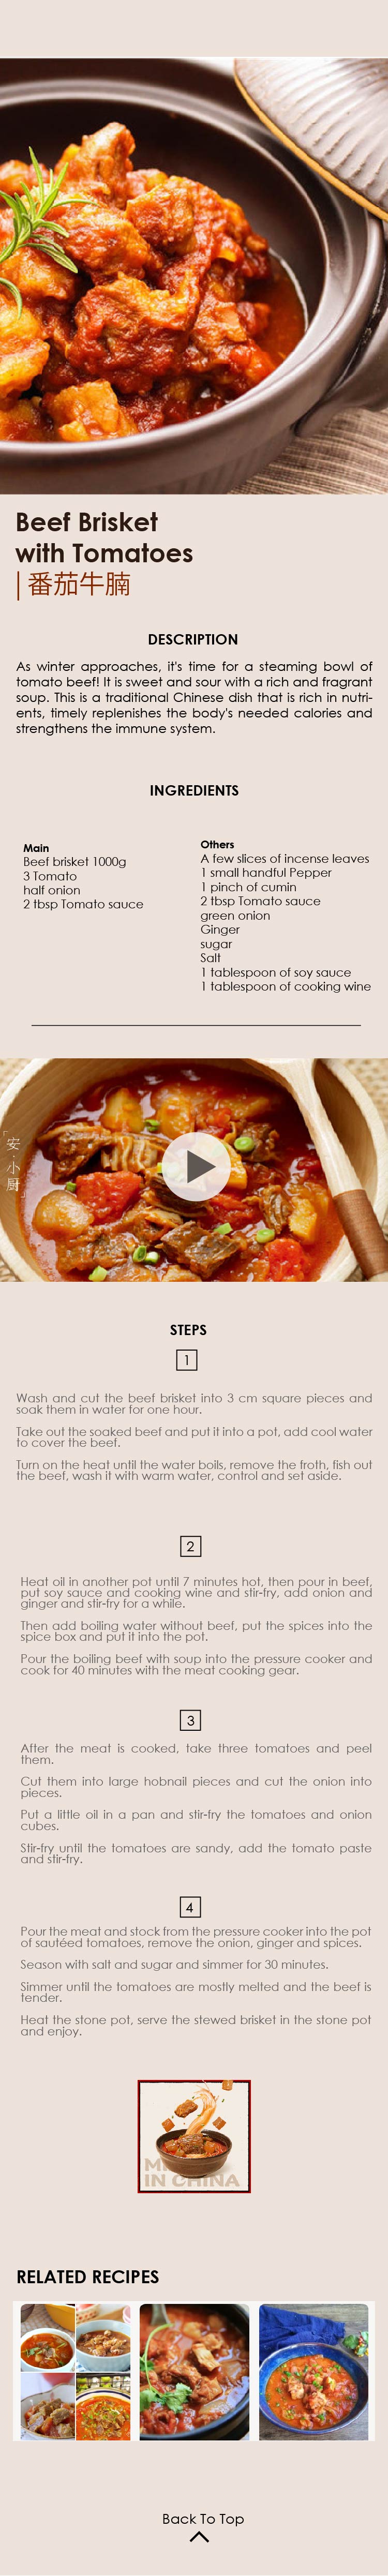 Beef Brisket
with Tomatoes
|番茄牛腩
DESCRIPTION
As winter approaches, it's time for a steaming bowl of
tomato beef! It is sweet and sour with a rich and fragrant
soup. This is a traditional Chinese dish that is rich in nutri-
ents, timely replenishes the body's needed calories and
strengthens the immune system.
INGREDIENTS
Main
Beef brisket 1000g
3 Tomato
half onion
2 tbsp Tomato sauce
Others
A few slices of incense leaves
1 small handful Pepper
1 pinch of cumin
2 tbsp Tomato sauce
green onion
Ginger
sugar
Salt
1 tablespoon of soy sauce
1 tablespoon of cooking wine
「安·小厨」
STEPS
1
Wash and cut the beef brisket into 3 cm square pieces and
soak them in water for one hour.
Take out the soaked beef and put it into a pot, add cool water
to cover the beef.
Turn on the heat until the water boils, remove the froth, fish out
the beef, wash it with warm water, control and set aside.
2
Heat oil in another pot until 7 minutes hot, then pour in beef,
put soy sauce and cooking wine and stir-fry, add onion and
ginger and stir-fry for a while.
Then add boiling water without beef, put the spices into the
spice box and put it into the pot.
Pour the boiling beef with soup into the pressure cooker and
cook for 40 minutes with the meat cooking gear.
3
After the meat is cooked, take three tomatoes and peel
them.
Cut them into large hobnail pieces and cut the onion into
pieces.
Put a little oil in a pan and stir-fry the tomatoes and onion
cubes.
Stir-fry until the tomatoes are sandy, add the tomato paste
and stir-fry.
4
Pour the meat and stock from the pressure cooker into the pot
of sautéed tomatoes, remove the onion, ginger and spices.
Season with salt and sugar and simmer for 30 minutes.
Simmer until the tomatoes are mostly melted and the beef is
tender.
Heat the stone pot, serve the stewed brisket in the stone pot
and enjoy.
IN CHINA
RELATED RECIPES
Back To Top